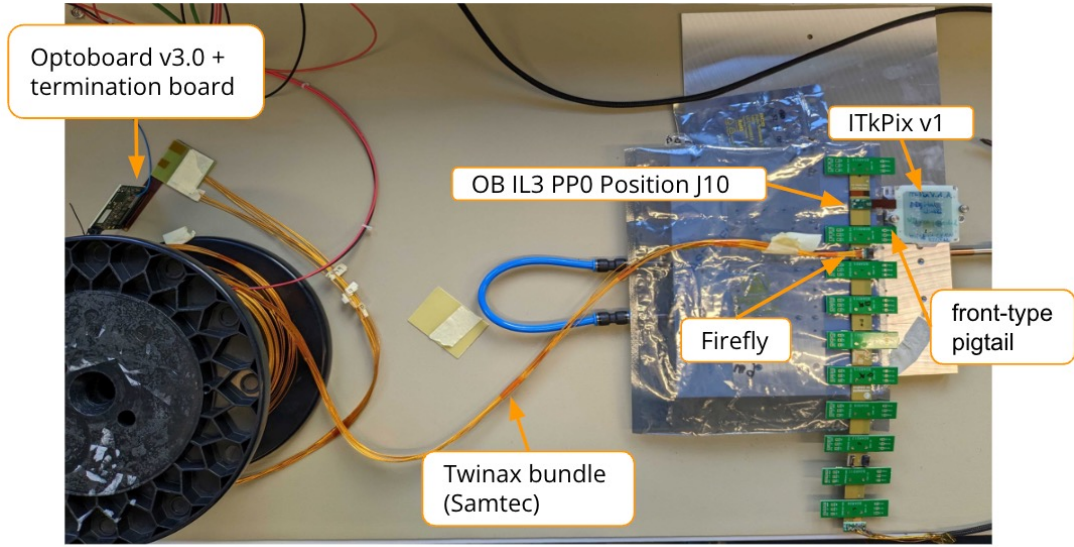 Optoboard v3.0 +
termination board
ITkPix v1
OB IL3 PP0 Position J10
Firefly
front-type
pigtail
Twinax bundle
(Samtec)